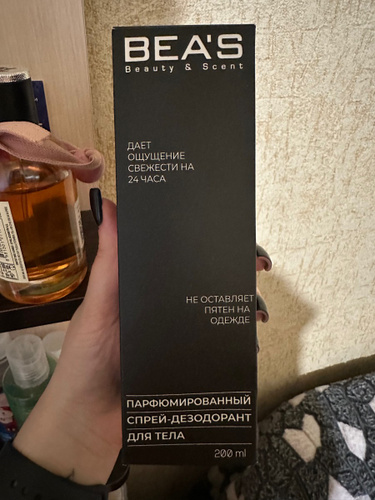 BEA'S
Beauty & Scent
ДАЕТ
ОЩУЩЕНИЕ
СВЕЖЕСТИ НА
24 ЧАСА
НЕ ОСТАВЛЯЕТ
ПЯТЕН НА
ОДЕЖДЕ
ПАРФЮМИРОВАННЫЙ
СПРЕЙ-ДЕЗОДОРАНТ
ДЛЯ ТЕЛА
200 ml